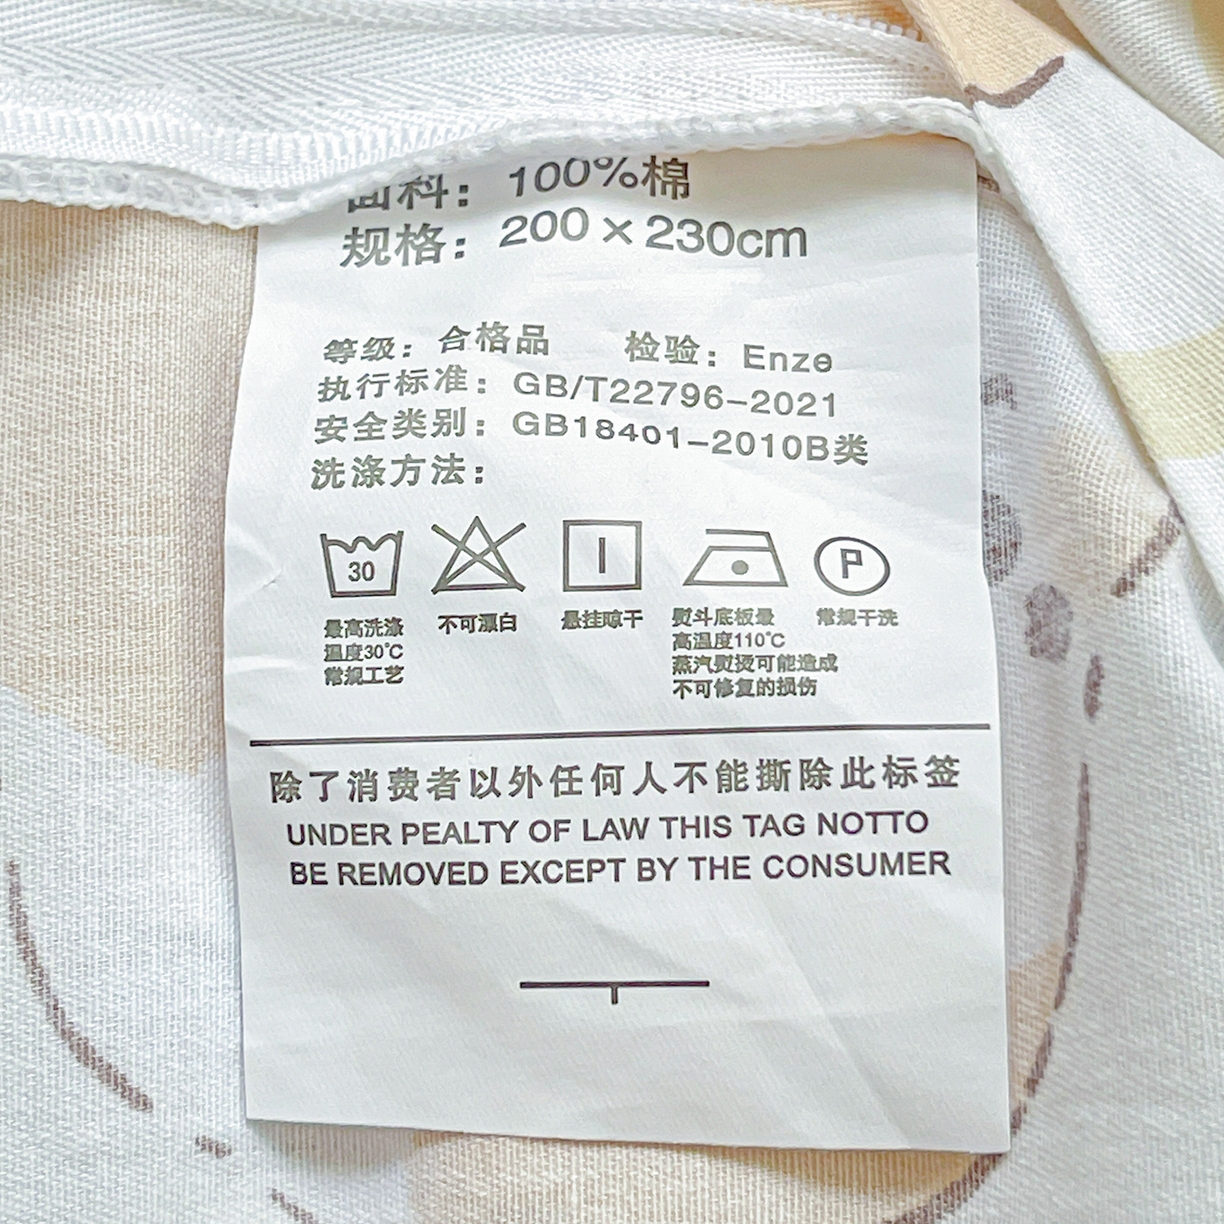 面料：100%棉
规格：200×230cm
等级：合格品 检验：Enze
执行标准：GB/T22796-2021
安全类别：GB18401-2010B类
洗涤方法：
30
P
最高洗涤
温度30℃
常规工艺
不可漂白
悬挂晾干
熨斗底板最
高温度110℃
蒸汽熨烫可能造成
不可修复的损伤
常规干洗
除了消费者以外任何人不能撕除此标签
UNDER PEALTY OF LAW THIS TAG NOTTO
BE REMOVED EXCEPT BY THE CONSUMER